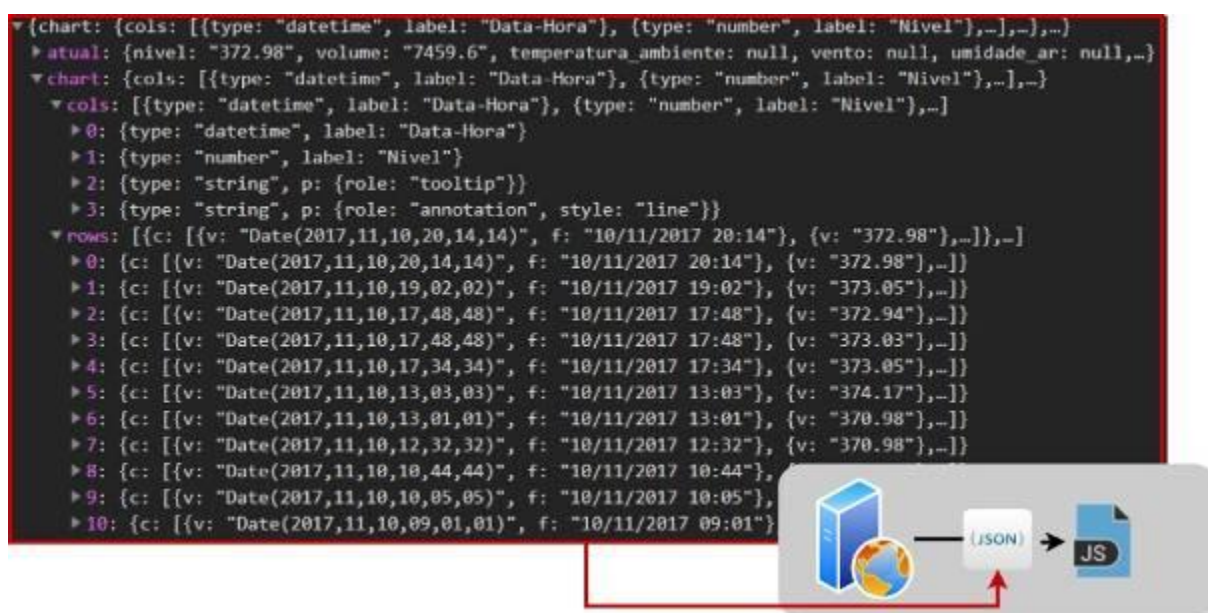 ▼{chart: {cols: [{type: "datetime", label: "Data-Hora"}, {type: "number", label: "Nivel"},…],…},…}
▶atual: {nivel: "372.98", volume: "7459.6", temperatura_ambiente: null, vento: null, umidade_ar: null,…}
▼chart: {cols: [{type: "datetime", label: "Data-Hora"}, {type: "number", label: "Nivel"},…],…}
▼cols: [{type: "datetime", label: "Data-Hora"}, {type: "number", label: "Nivel"},…]
▶0: {type: "datetime", label: "Data-Hora"}
▶1: {type: "number", label: "Nivel"}
▶2: {type: "string", p: {role: "tooltip"}}
▶3: {type: "string", p: {role: "annotation", style: "line"}}
▼rows: [{c: [{v: "Date(2017,11,10,20,14,14)", f: "10/11/2017 20:14"}, {v: "372.98"},…]},…]
▶0: {c: [{v: "Date(2017,11,10,20,14,14)", f: "10/11/2017 20:14"}, {v: "372.98"},…]}
▶1: {c: [{v: "Date(2017,11,10,19,02,02)", f: "10/11/2017 19:02"}, {v: "373.05"},…]}
▶2: {c: [{v: "Date(2017,11,10,17,48,48)", f: "10/11/2017 17:48"}, {v: "372.94"},…]}
▶3: {c: [{v: "Date(2017,11,10,17,48,48)", f: "10/11/2017 17:48"}, {v: "373.03"},…]}
▶4: {c: [{v: "Date(2017,11,10,17,34,34)", f: "10/11/2017 17:34"}, {v: "373.05"},…]}
▶5: {c: [{v: "Date(2017,11,10,13,03,03)", f: "10/11/2017 13:03"}, {v: "374.17"},…]}
▶6: {c: [{v: "Date(2017,11,10,13,01,01)", f: "10/11/2017 13:01"}, {v: "370.98"},…]}
▶7: {c: [{v: "Date(2017,11,10,12,32,32)", f: "10/11/2017 12:32"}, {v: "370.98"},…]}
▶8: {c: [{v: "Date(2017,11,10,10,44,44)", f: "10/11/2017 10:44"},
▶9: {c: [{v: "Date(2017,11,10,10,05,05)", f: "10/11/2017 10:05"},
▶10: {c: [{v: "Date(2017,11,10,09,01,01)", f: "10/11/2017 09:01"}
{JSON}
JS